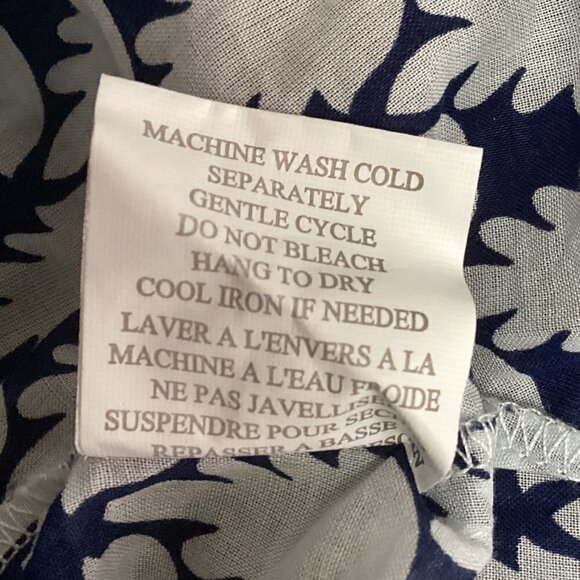 MACHINE WASH COLD
SEPARATELY
GENTLE CYCLE
DO NOT BLEACH
HANG TO DRY
COOL IRON IF NEEDED
LAVER A L'ENVERS A LA
MACHINE A L'EAU FROIDE
NE PAS JAVELLISE
SUSPENDRE POUR SEC
REPASSER A BASSE